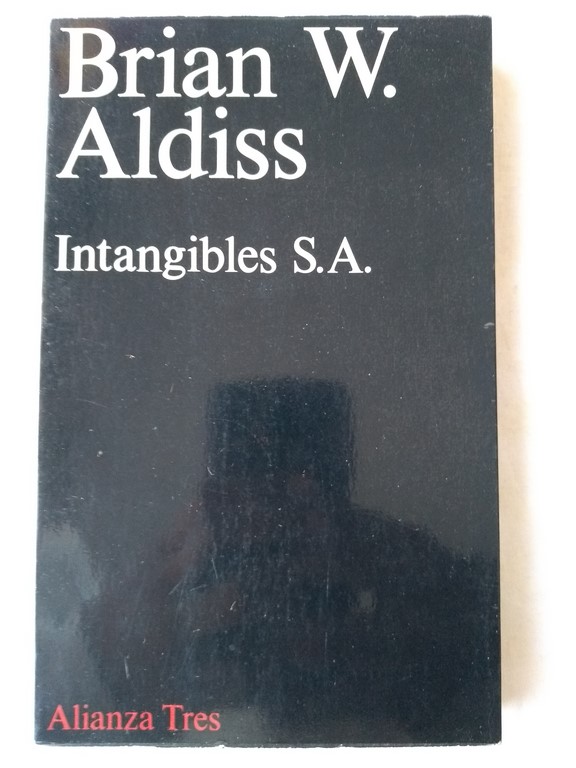 Brian W.
Aldiss
Intangibles S.A.
Alianza Tres